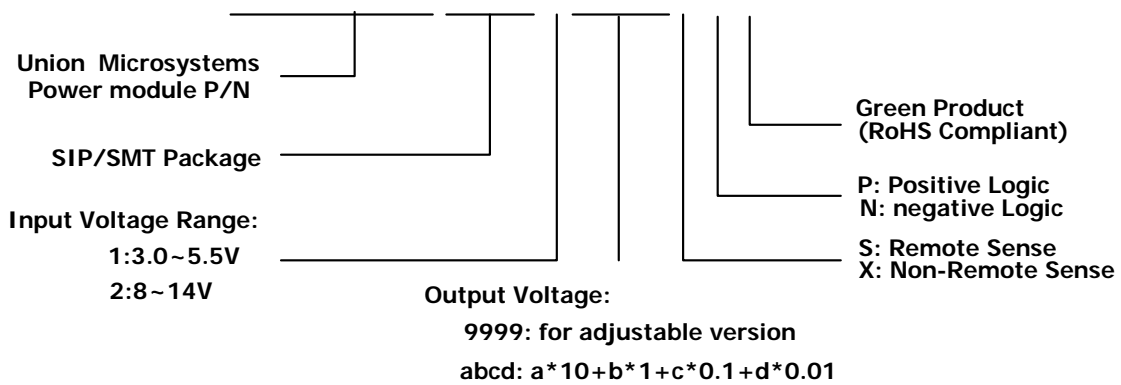 Union Microsystems
Power module P/N
SIP/SMT Package
Input Voltage Range:
1:3.0~5.5V
2:8~14V
Output Voltage:
9999: for adjustable version
abcd: a*10+b*1+c*0.1+d*0.01
Green Product
(RoHS Compliant)
P: Positive Logic
N: negative Logic
S: Remote Sense
X: Non-Remote Sense